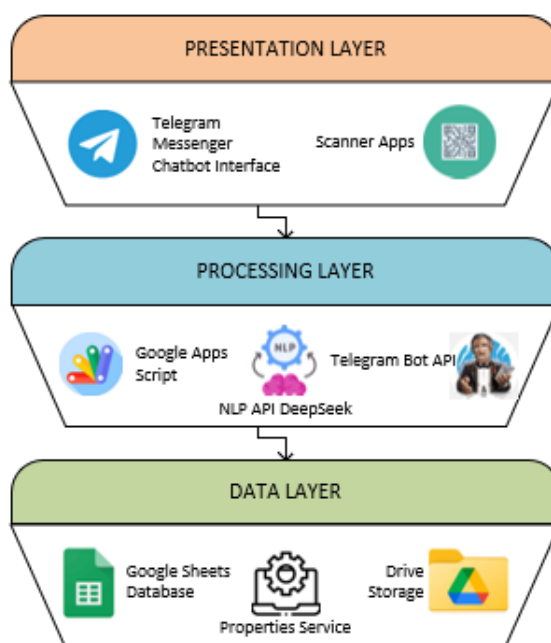 PRESENTATION LAYER
Telegram
Messenger
Chatbot Interface
Scanner Apps
PROCESSING LAYER
Google Apps
Script
NLP
Telegram Bot API
NLP API DeepSeek
DATA LAYER
Google Sheets
Database
Drive
Storage
Properties Service